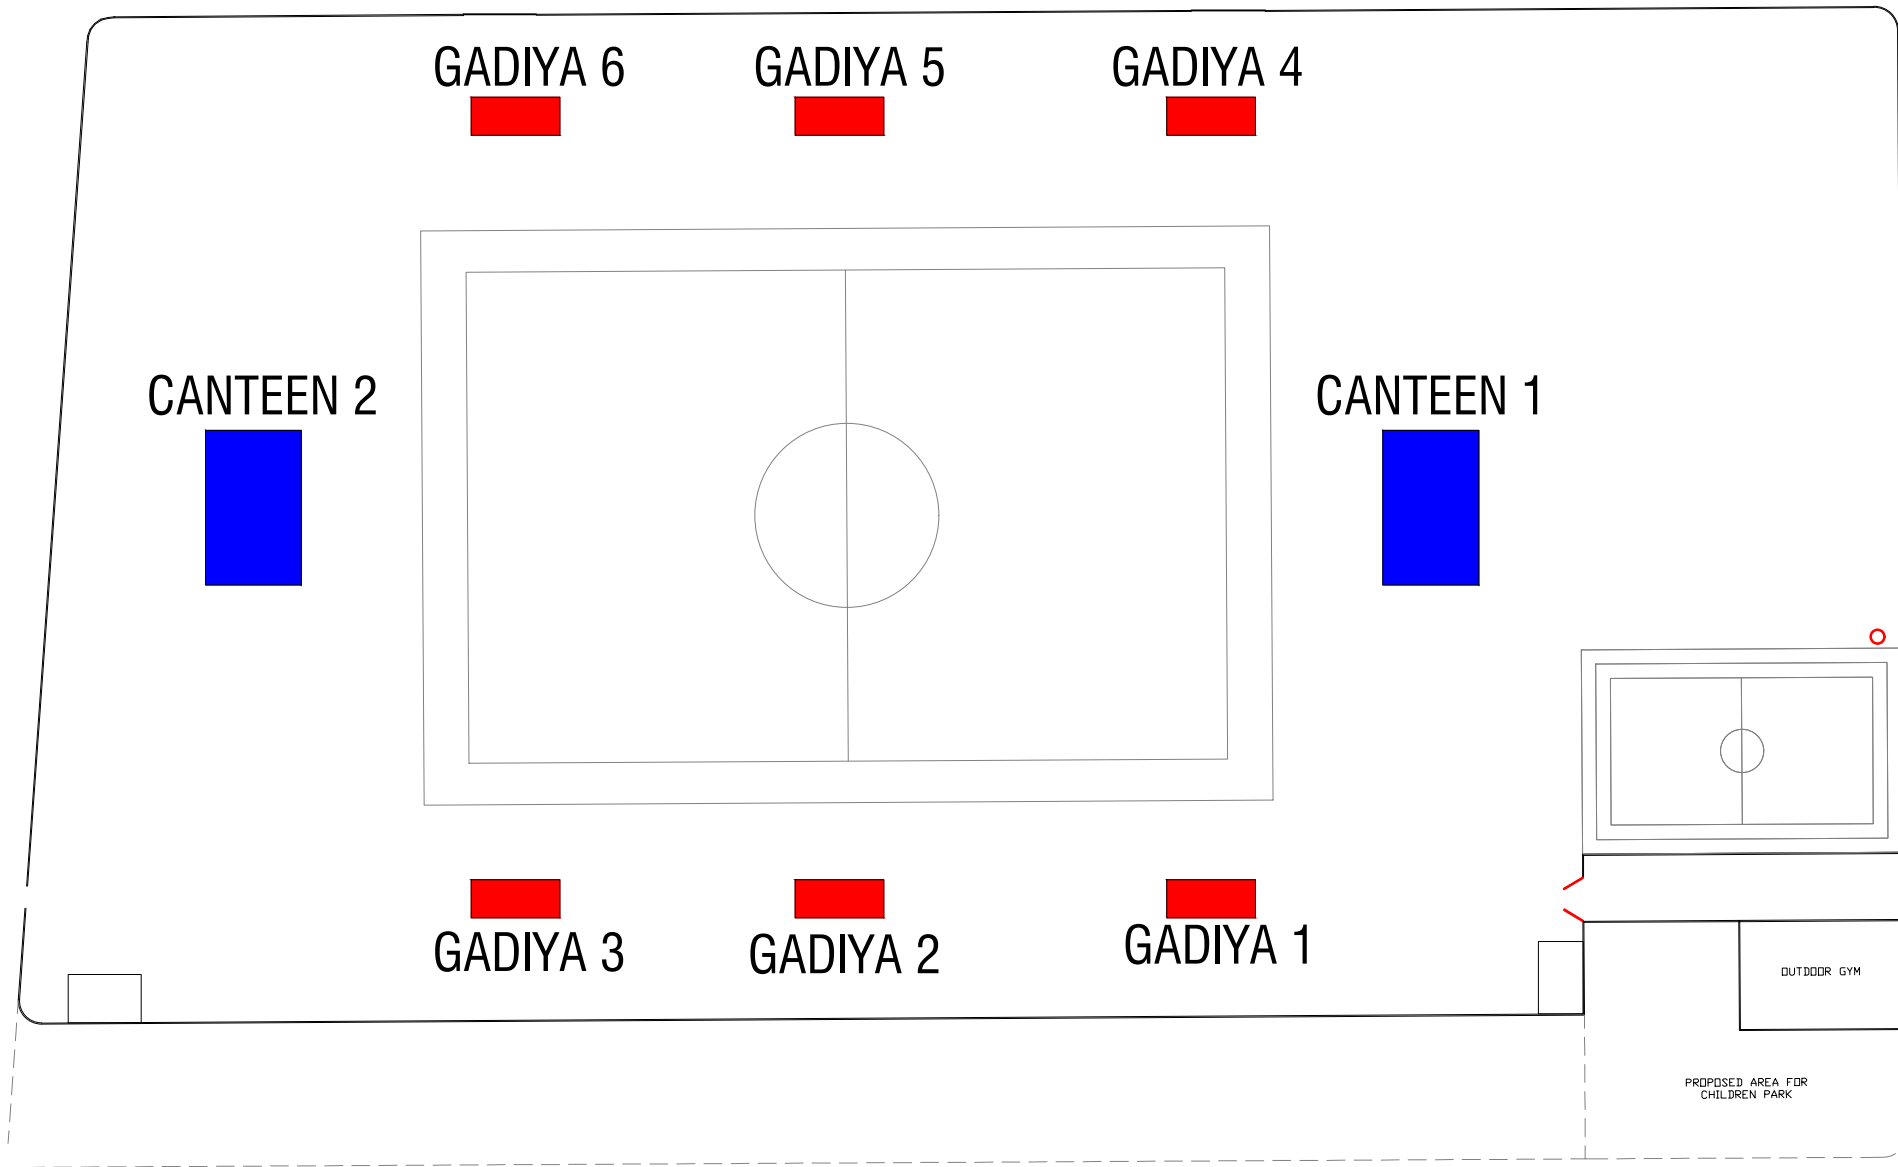 GADIYA 6
GADIYA 5
GADIYA 4
CANTEEN 2
CANTEEN 1
GADIYA 3
GADIYA 2
GADIYA 1
OUTDOOR GYM
PROPOSED AREA FOR
CHILDREN PARK